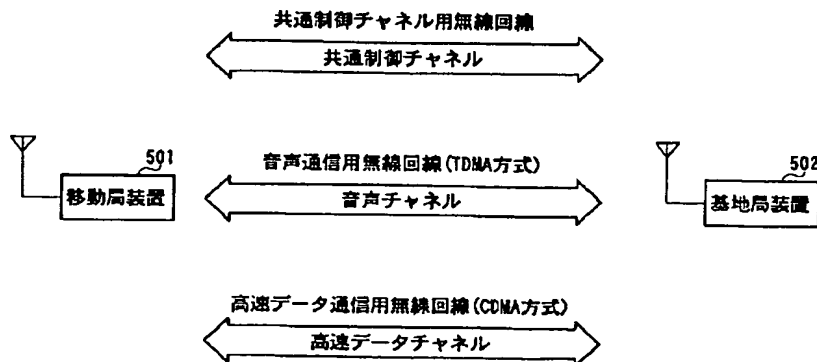 共通制御チャネル用無線回線
共通制御チャネル
501
移動局装置
音声通信用無線回線(TDMA方式)
音声チャネル
502
基地局装置
高速データ通信用無線回線(CDMA方式)
高速データチャネル